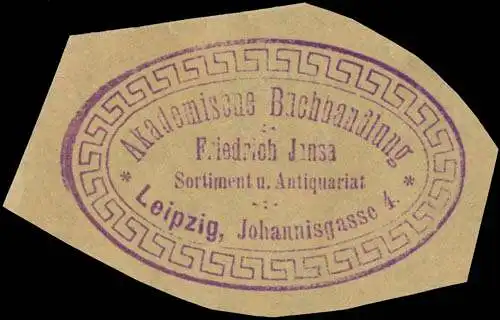 Akademische Buchhandlung
Friedrich Jansa
Sortiment u. Antiquariat
* Leipzig, Johannisgasse 4. *